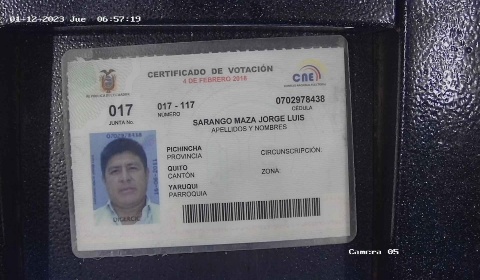 01-12-2023 Jue 06:57:19
CERTIFICADO DE VOTACIÓN
4 DE FEBRERO 2018
CNE
017
JUNTA No.
017 - 117
NÚMERO
0702978438
CÉDULA
SARANGO MAZA JORGE LUIS
APELLIDOS Y NOMBRES
0702978438
PICHINCHA
PROVINCIA
CIRCUNSCRIPCIÓN:
QUITO
CANTÓN
ZONA:
YARUQUI
PARROQUIA
Camera 05